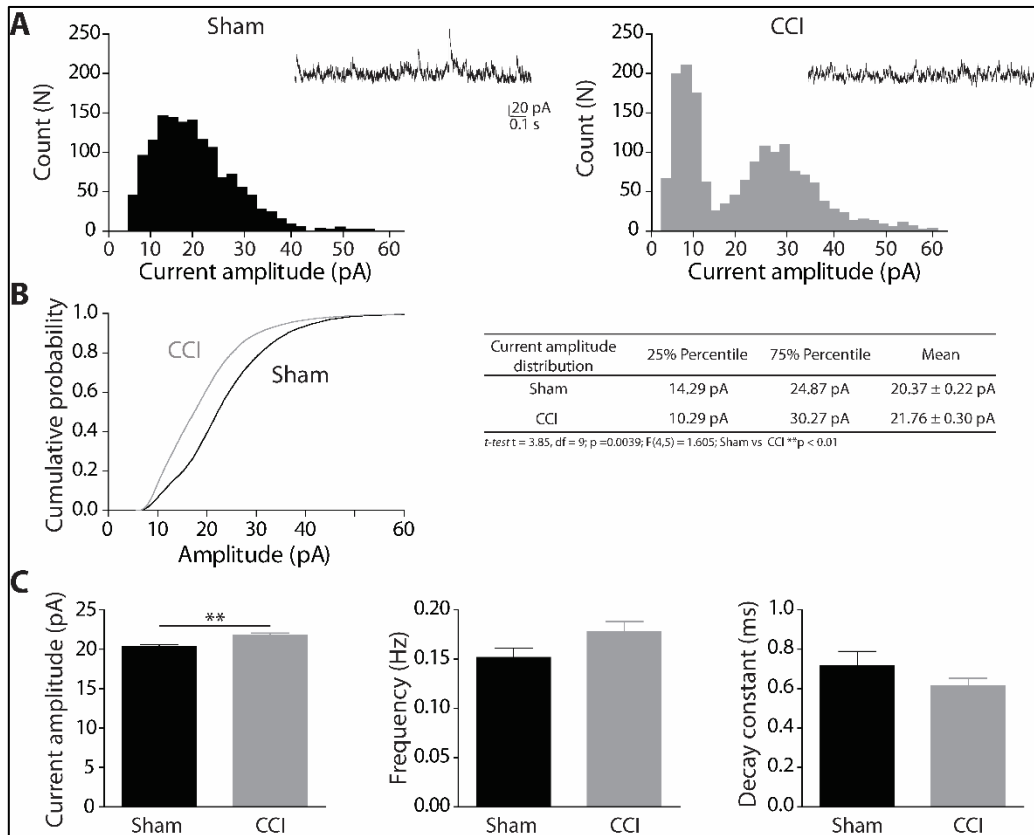 A
Sham
CCI
250
200
150
100
50
0
Count (N)
0 10 20 30 40 50 60
Current amplitude (pA)
20 pA
0.1 s
250
200
150
100
50
0
Count (N)
0 10 20 30 40 50 60
Current amplitude (pA)
B
1.0
0.8
0.6
0.4
0.2
0.0
Cumulative probability
CCI
Sham
0 10 20 30 40 50 60
Amplitude (pA)
Current amplitude distribution 25% Percentile 75% Percentile Mean
Sham 14.29 pA 24.87 pA 20.37 ± 0.22 pA
CCI 10.29 pA 30.27 pA 21.76 ± 0.30 pA
t-test t = 3.85, df = 9; p =0.0039; F(4,5) = 1.605; Sham vs CCI **p < 0.01
C
25
20
15
10
5
0
Current amplitude (pA)
**
Sham CCI
0.20
0.15
0.10
0.05
0.00
Frequency (Hz)
Sham CCI
1.0
0.8
0.6
0.4
0.2
0.0
Decay constant (ms)
Sham CCI